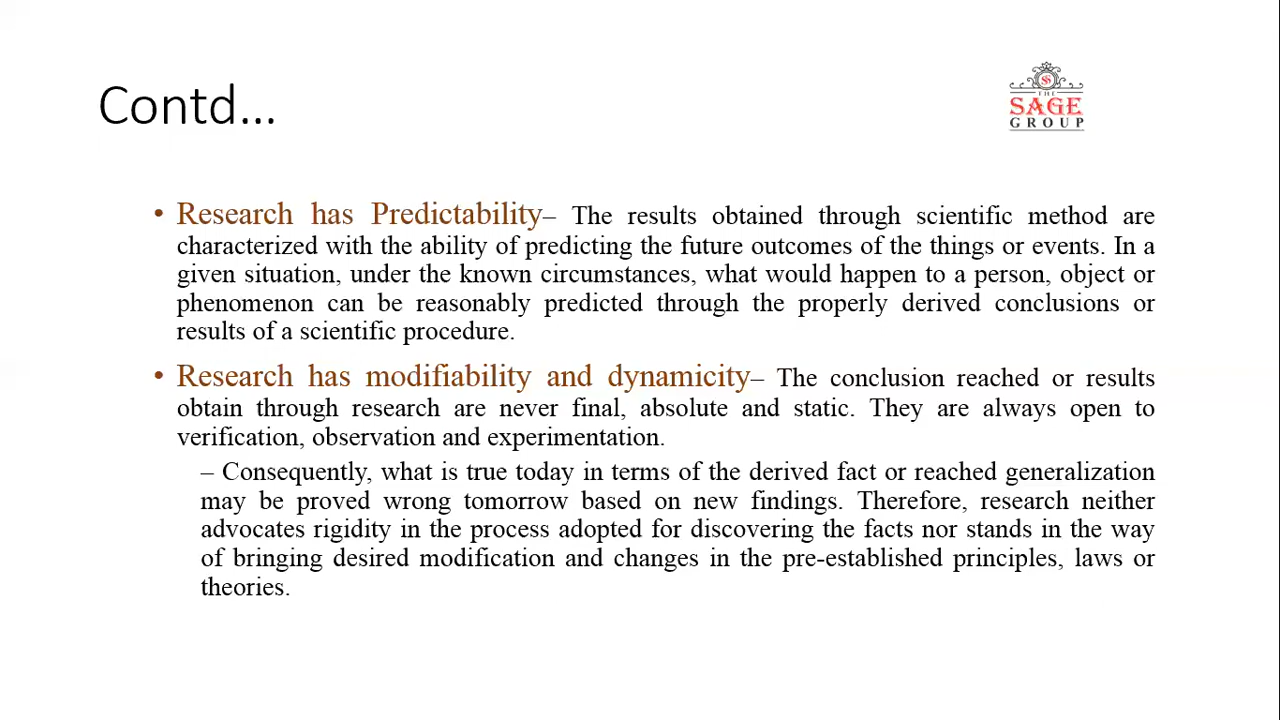 Contd...
THE
SAGE
GROUP
• Research has Predictability– The results obtained through scientific method are
characterized with the ability of predicting the future outcomes of the things or events. In a
given situation, under the known circumstances, what would happen to a person, object or
phenomenon can be reasonably predicted through the properly derived conclusions or
results of a scientific procedure.
• Research has modifiability and dynamicity– The conclusion reached or results
obtain through research are never final, absolute and static. They are always open to
verification, observation and experimentation.
– Consequently, what is true today in terms of the derived fact or reached generalization
may be proved wrong tomorrow based on new findings. Therefore, research neither
advocates rigidity in the process adopted for discovering the facts nor stands in the way
of bringing desired modification and changes in the pre-established principles, laws or
theories.